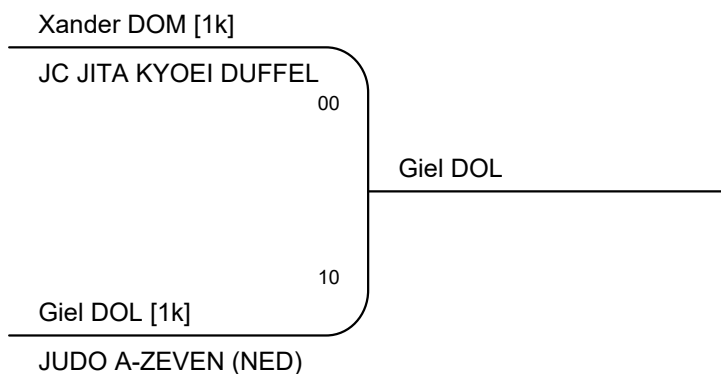 Xander DOM [1k]
JC JITA KYOEI DUFFEL
00
Giel DOL
10
Giel DOL [1k]
JUDO A-ZEVEN (NED)